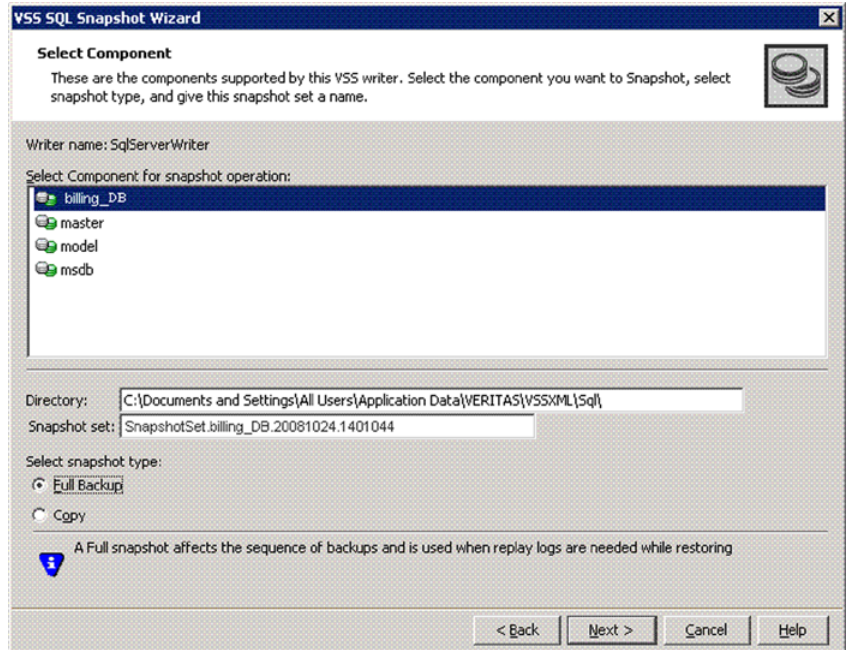 VSS SQL Snapshot Wizard
Select Component
These are the components supported by this VSS writer. Select the component you want to Snapshot, select
snapshot type, and give this snapshot set a name.
Writer name: SqlServerWriter
Select Component for snapshot operation:
billing_DB
master
model
msdb
Directory: C:\Documents and Settings\All Users\Application Data\VERITAS\VSSXML\Sql\
Snapshot set: SnapshotSet.billing_DB.20081024.1401044
Select snapshot type:
Full Backup
Copy
A Full snapshot affects the sequence of backups and is used when replay logs are needed while restoring
< Back Next > Cancel Help